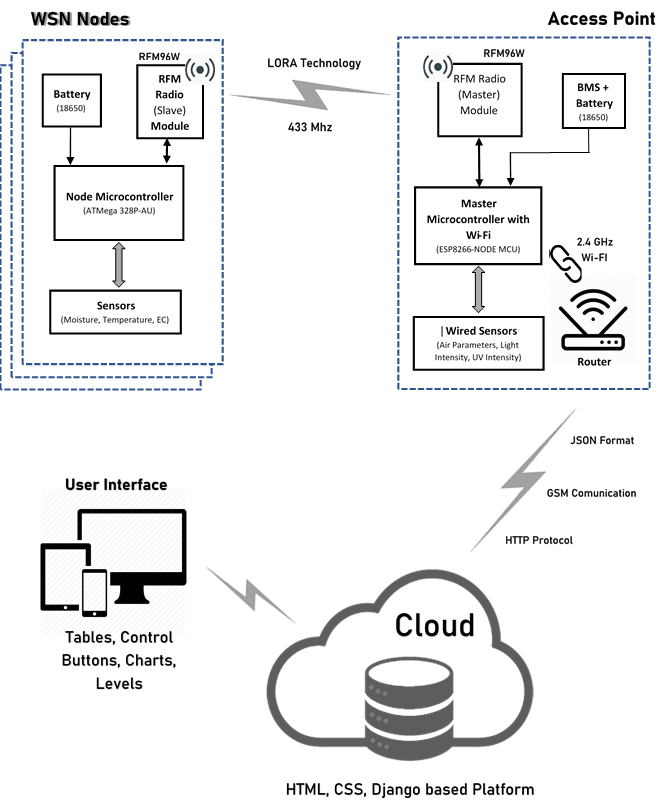 WSN Nodes
RFM96W
Battery
(18650)
RFM
Radio
(Slave)
Module
Node Microcontroller
(ATMega 328P-AU)
Sensors
(Moisture, Temperature, EC)
LORA Technology
433 Mhz
Access Point
RFM96W
RFM Radio
(Master)
Module
BMS +
Battery
(18650)
Master
Microcontroller with
Wi-Fi
(ESP8266-NODE MCU)
2.4 GHz
Wi-FI
|Wired Sensors
(Air Parameters, Light
Intensity, UV Intensity)
Router
JSON Format
GSM Comunication
HTTP Protocol
User Interface
Tables, Control
Buttons, Charts,
Levels
Cloud
HTML, CSS, Django based Platform